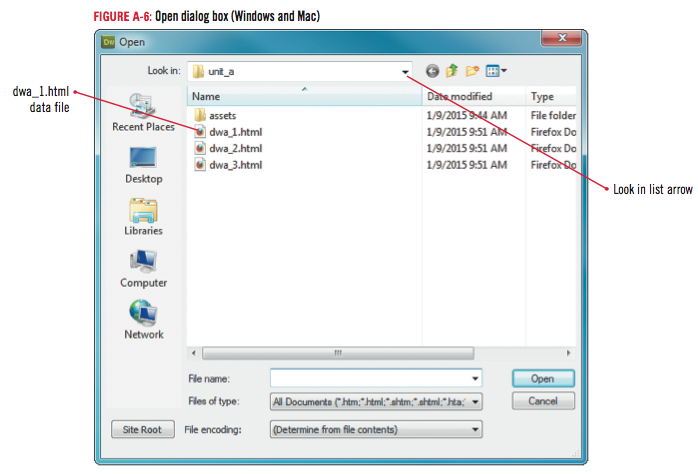 FIGURE A-6: Open dialog box (Windows and Mac)
Dw Open
Look in: unit_a
dwa_1.html
data file
Name Date modified Type
assets 1/9/2015 9:44 AM File folder
dwa_1.html 1/9/2015 9:51 AM Firefox Do
dwa_2.html 1/9/2015 9:51 AM Firefox Do
dwa_3.html 1/9/2015 9:51 AM Firefox Do
Recent Places
Desktop
Look in list arrow
Libraries
Computer
Network
File name: Open
Files of type: All Documents (*.htm;*.html;*.shtm;*.shtml;*.hta; Cancel
Site Root File encoding: (Determine from file contents)